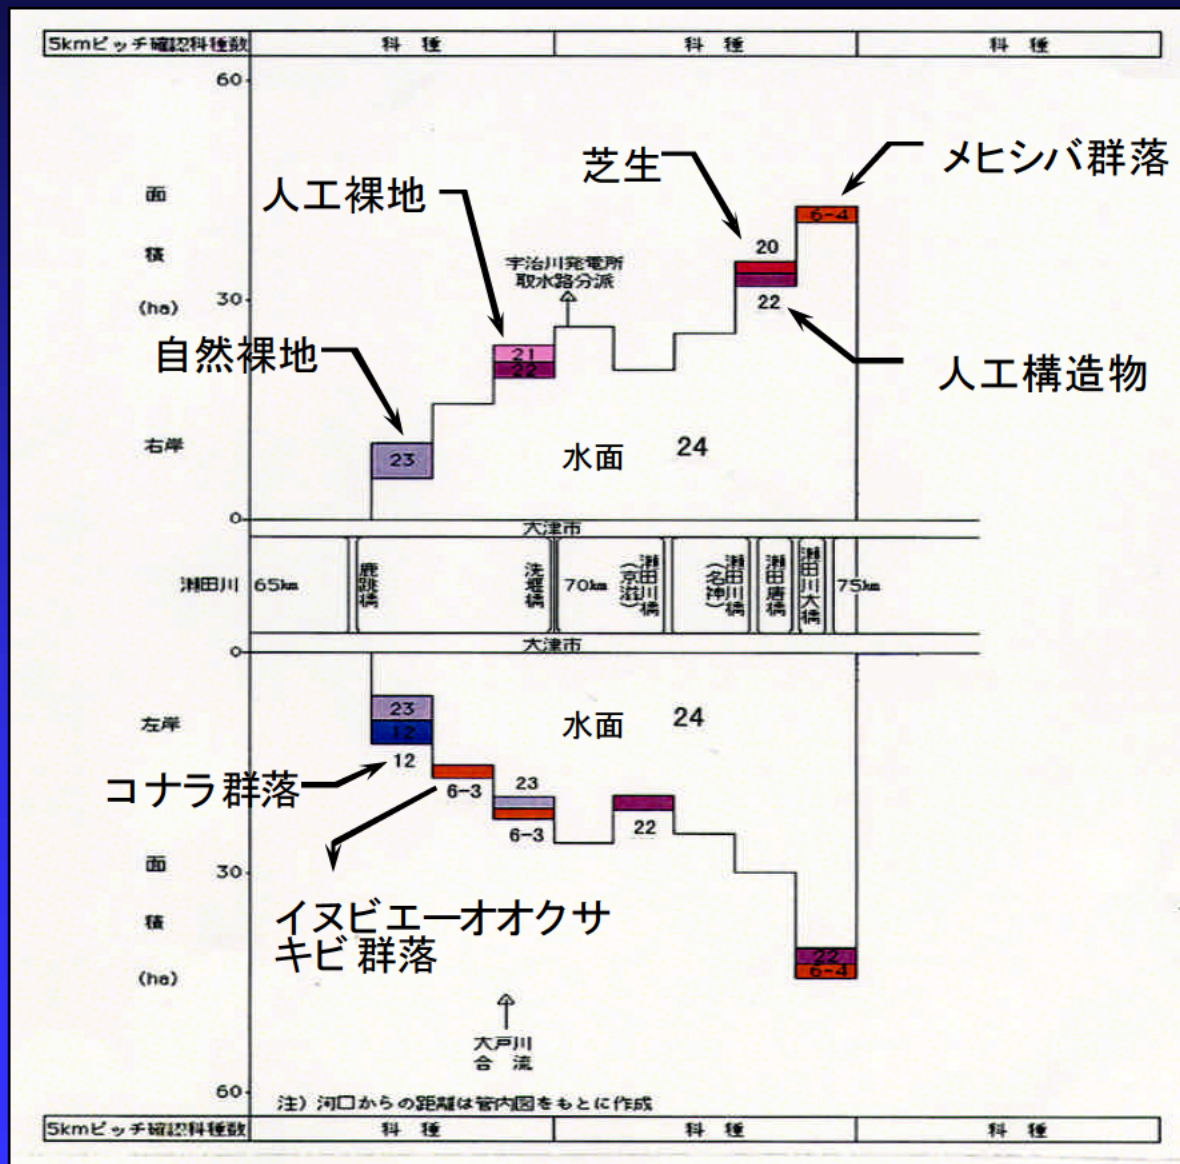 5kmピッチ確認科種数 科 種 科 種 科 種
60
面
積
(ha)
30
右岸
0
メヒシバ群落
芝生
人工裸地
6-4
20
宇治川発電所
取水路分派
22
21
22
自然裸地
人工構造物
23
水面 24
大津市
瀬田川 65km 鹿跳橋 洗堰橋 70km 瀬田川橋(京滋) 瀬田川橋(名神) 瀬田唐橋 瀬田川大橋 75km
大津市
0
左岸
23
12
水面 24
12
コナラ群落
6-3
23
6-3
22
面
30
積
(ha)
イヌビエーオオクサ
キビ群落
22
6-4
大戸川
合 流
60
注) 河口からの距離は管内図をもとに作成
5kmピッチ確認科種数 科 種 科 種 科 種